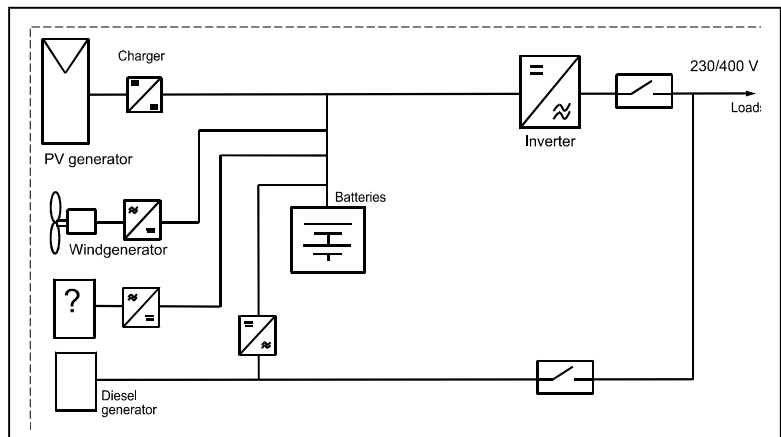 Charger
230/400 V
Loads
Inverter
PV generator
Batteries
Windgenerator
?
Diesel
generator